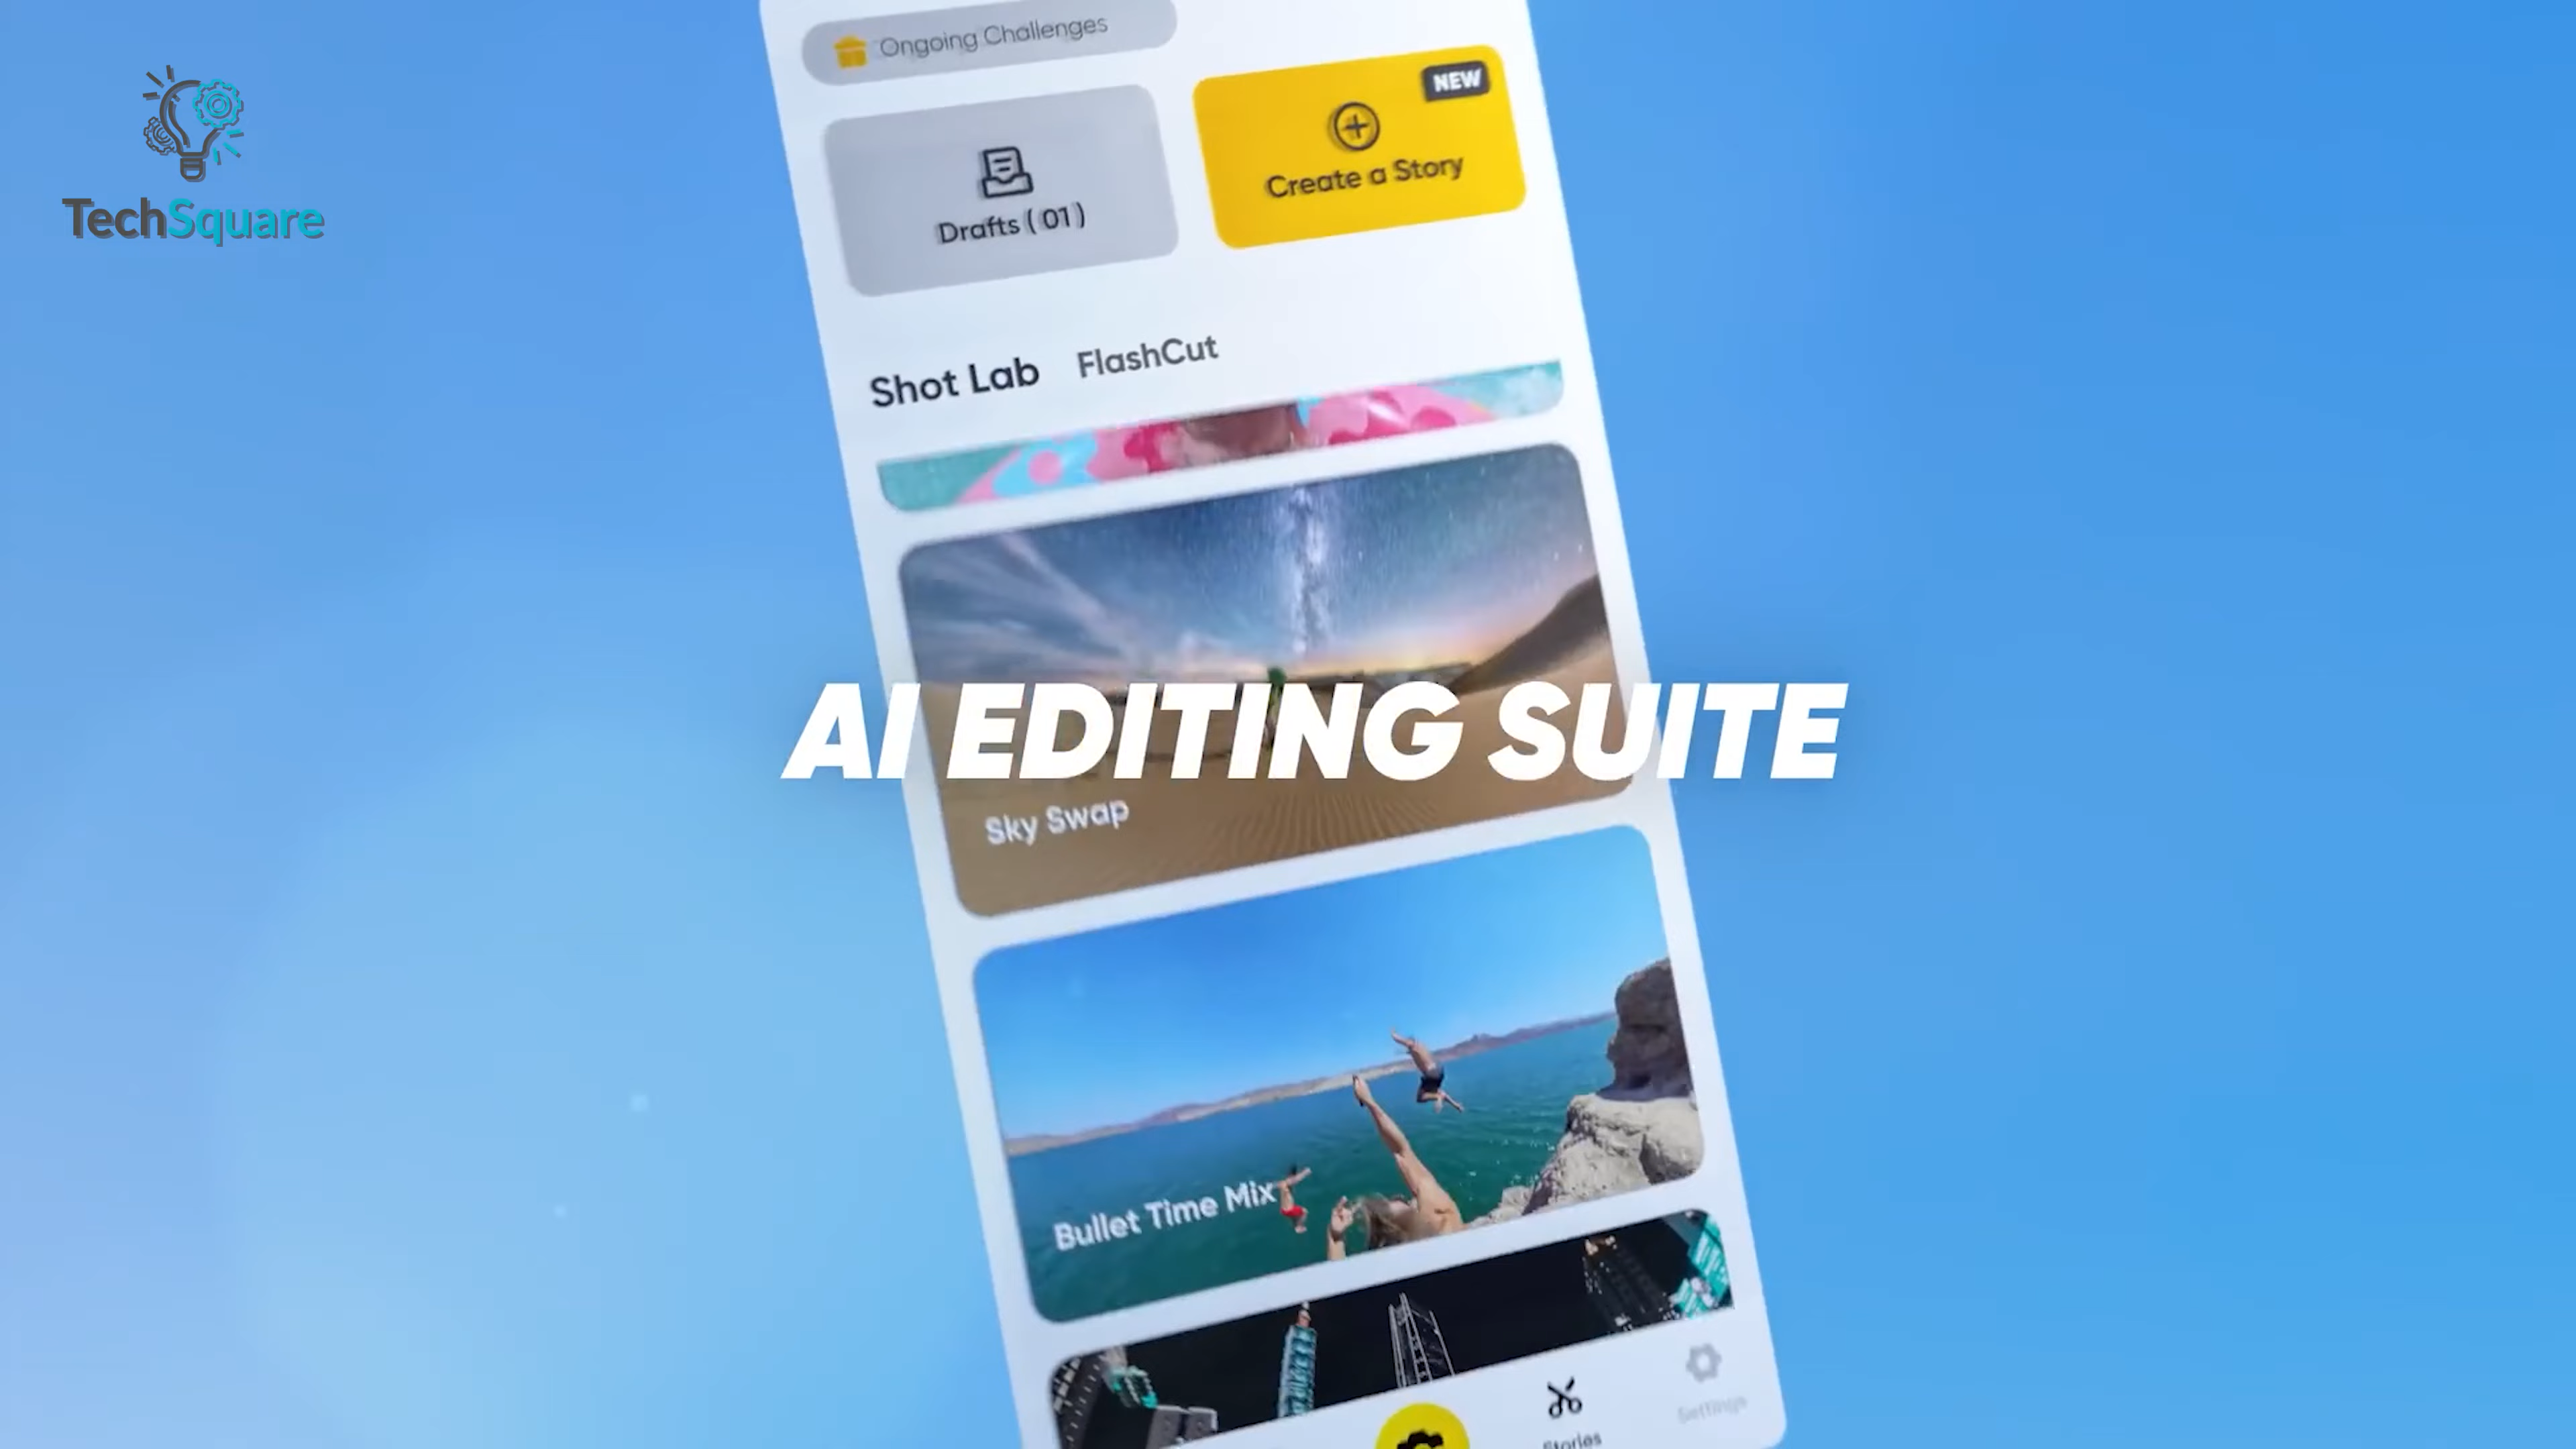 TechSquare
Ongoing Challenges
Drafts ( 01 )
NEW
Create a Story
Shot Lab FlashCut
AI EDITING SUITE
Sky Swap
Bullet Time Mix
Stories
Settings